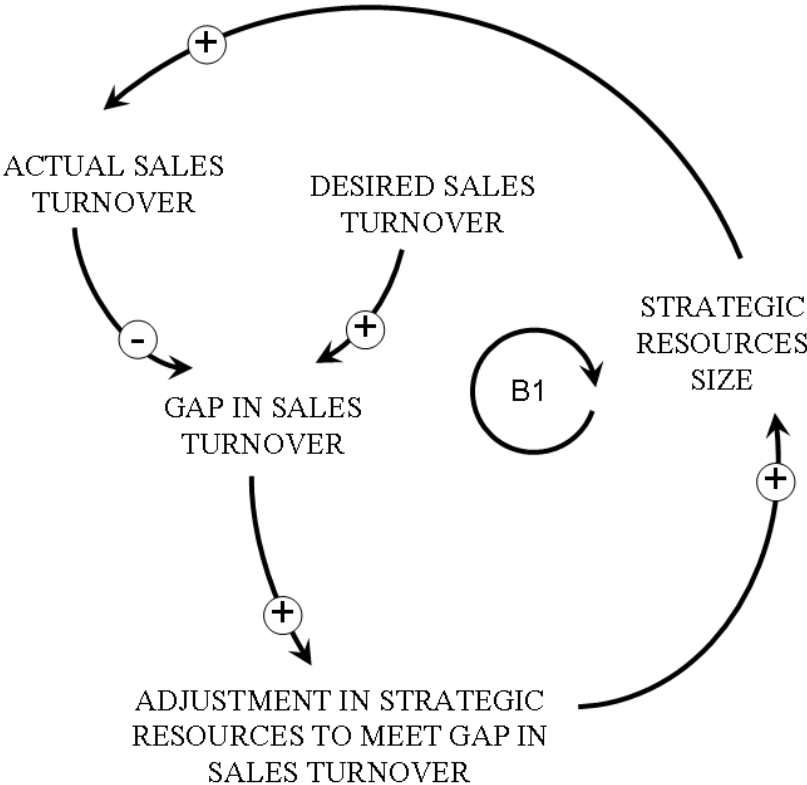 +
ACTUAL SALES
TURNOVER
DESIRED SALES
TURNOVER
STRATEGIC
RESOURCES
SIZE
-
+
B1
GAP IN SALES
TURNOVER
+
+
ADJUSTMENT IN STRATEGIC
RESOURCES TO MEET GAP IN
SALES TURNOVER